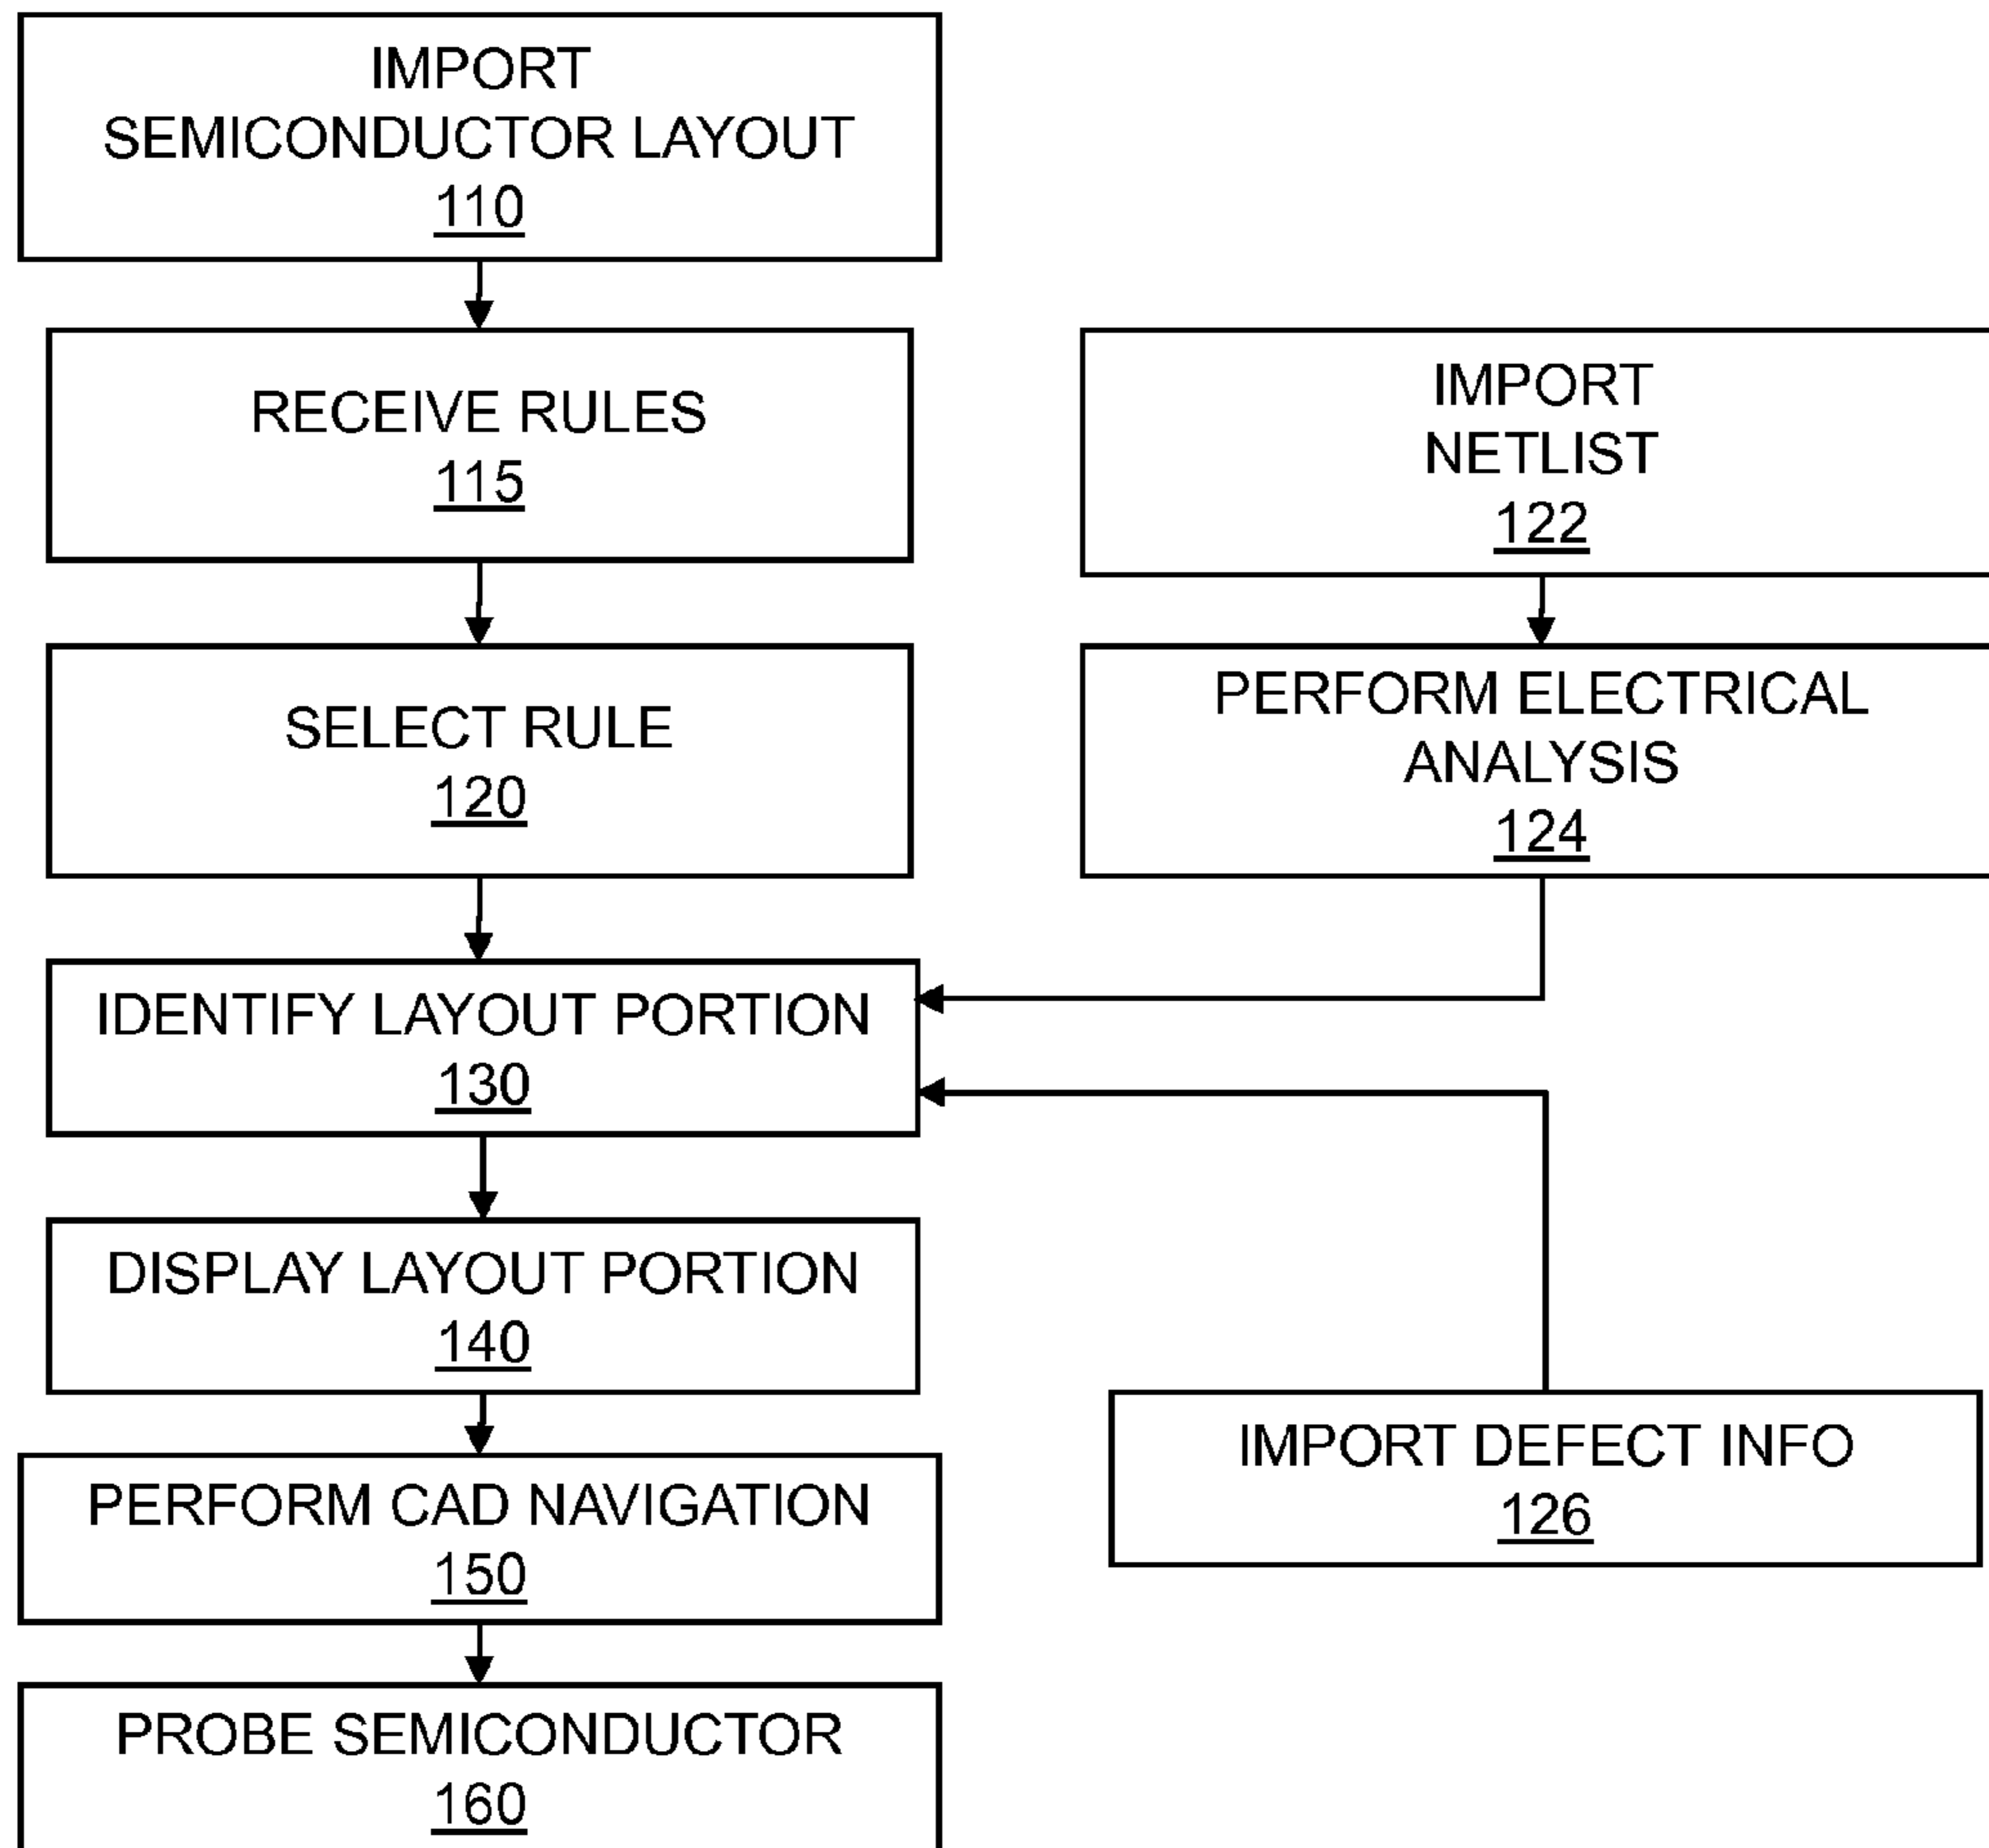 IMPORT
SEMICONDUCTOR LAYOUT
110
RECEIVE RULES
115
SELECT RULE
120
IMPORT
NETLIST
122
PERFORM ELECTRICAL
ANALYSIS
124
IDENTIFY LAYOUT PORTION
130
DISPLAY LAYOUT PORTION
140
IMPORT DEFECT INFO
126
PERFORM CAD NAVIGATION
150
PROBE SEMICONDUCTOR
160